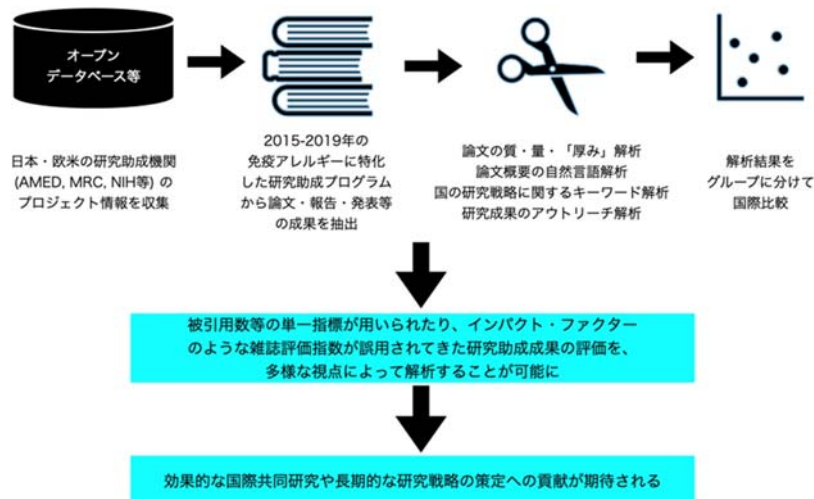 オープン
データベース等
日本・欧米の研究助成機関
(AMED, MRC, NIH等) の
プロジェクト情報を収集
2015-2019年の
免疫アレルギーに特化
した研究助成プログラム
から論文・報告・発表等
の成果を抽出
論文の質・量・「厚み」解析
論文概要の自然言語解析
国の研究戦略に関するキーワード解析
研究成果のアウトリーチ解析
解析結果を
グループに分けて
国際比較
被引用数等の単一指標が用いられたり、インパクト・ファクター
のような雑誌評価指数が誤用されてきた研究助成成果の評価を、
多様な視点によって解析することが可能に
効果的な国際共同研究や長期的な研究戦略の策定への貢献が期待される